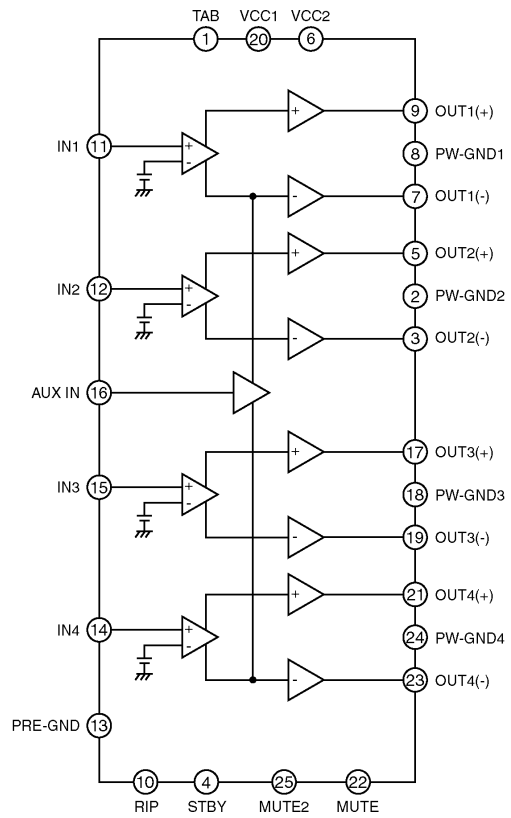 TAB VCC1 VCC2
1 20 6
9 OUT1(+)
+
IN1 11 + -
8 PW-GND1
- 7 OUT1(-)
+ 5 OUT2(+)
IN2 12 + -
2 PW-GND2
- 3 OUT2(-)
AUX IN 16
+ 17 OUT3(+)
IN3 15 + -
18 PW-GND3
- 19 OUT3(-)
+ 21 OUT4(+)
IN4 14 + -
24 PW-GND4
- 23 OUT4(-)
PRE-GND 13
10 4 25 22
RIP STBY MUTE2 MUTE